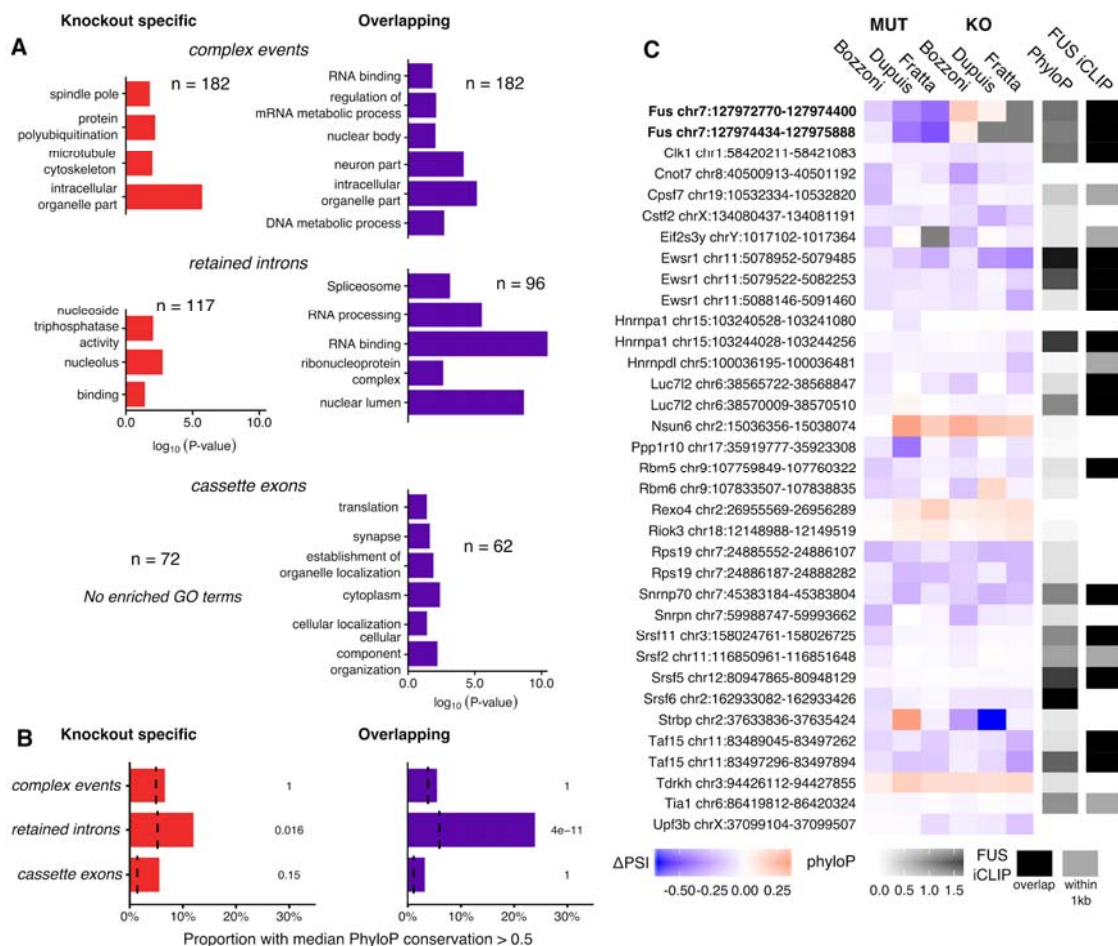 Knockout specific
Overlapping
A
complex events
n = 182
spindle pole
protein
polyubiquitination
microtubule
cytoskeleton
intracellular
organelle part
n = 182
RNA binding
regulation of
mRNA metabolic process
nuclear body
neuron part
intracellular
organelle part
DNA metabolic process
retained introns
n = 117
nucleoside
triphosphatase
activity
nucleolus
binding
0.0 5.0 10.0
log10 (P-value)
n = 96
Spliceosome
RNA processing
RNA binding
ribonucleoprotein
complex
nuclear lumen
cassette exons
n = 72
No enriched GO terms
n = 62
translation
synapse
establishment of
organelle localization
cytoplasm
cellular localization
cellular
component
organization
0.0 5.0 10.0
log10 (P-value)
B
Knockout specific
Overlapping
complex events 1 1
retained introns 0.016 4e−11
cassette exons 0.15 1
0% 10% 20% 30% 0% 10% 20% 30%
Proportion with median PhyloP conservation > 0.5
C
MUT KO
Bozzoni Dupuis Fratta Bozzoni Dupuis Fratta PhyloP FUS iCLIP
Fus chr7:127972770-127974400
Fus chr7:127974434-127975888
Clk1 chr1:58420211-58421083
Cnot7 chr8:40500913-40501192
Cpsf7 chr19:10532334-10532820
Cstf2 chrX:134080437-134081191
Eif2s3y chrY:1017102-1017364
Ewsr1 chr11:5078952-5079485
Ewsr1 chr11:5079522-5082253
Ewsr1 chr11:5088146-5091460
Hnrnpa1 chr15:103240528-103241080
Hnrnpa1 chr15:103244028-103244256
Hnrnpdl chr5:100036195-100036481
Luc7l2 chr6:38565722-38568847
Luc7l2 chr6:38570009-38570510
Nsun6 chr2:15036356-15038074
Ppp1r10 chr17:35919777-35923308
Rbm5 chr9:107759849-107760322
Rbm6 chr9:107833507-107838835
Rexo4 chr2:26955569-26956289
Riok3 chr18:12148988-12149519
Rps19 chr7:24885552-24886107
Rps19 chr7:24886187-24888282
Snrnp70 chr7:45383184-45383804
Snrpn chr7:59988747-59993662
Srsf11 chr3:158024761-158026725
Srsf2 chr11:116850961-116851648
Srsf5 chr12:80947865-80948129
Srsf6 chr2:162933082-162933426
Strbp chr2:37633836-37635424
Taf15 chr11:83489045-83497262
Taf15 chr11:83497296-83497894
Tdrkh chr3:94426112-94427855
Tia1 chr6:86419812-86420324
Upf3b chrX:37099104-37099507
ΔPSI
-0.50 -0.25 0.00 0.25
phyloP
0.0 0.5 1.0 1.5
FUS
iCLIP
overlap
within
1kb